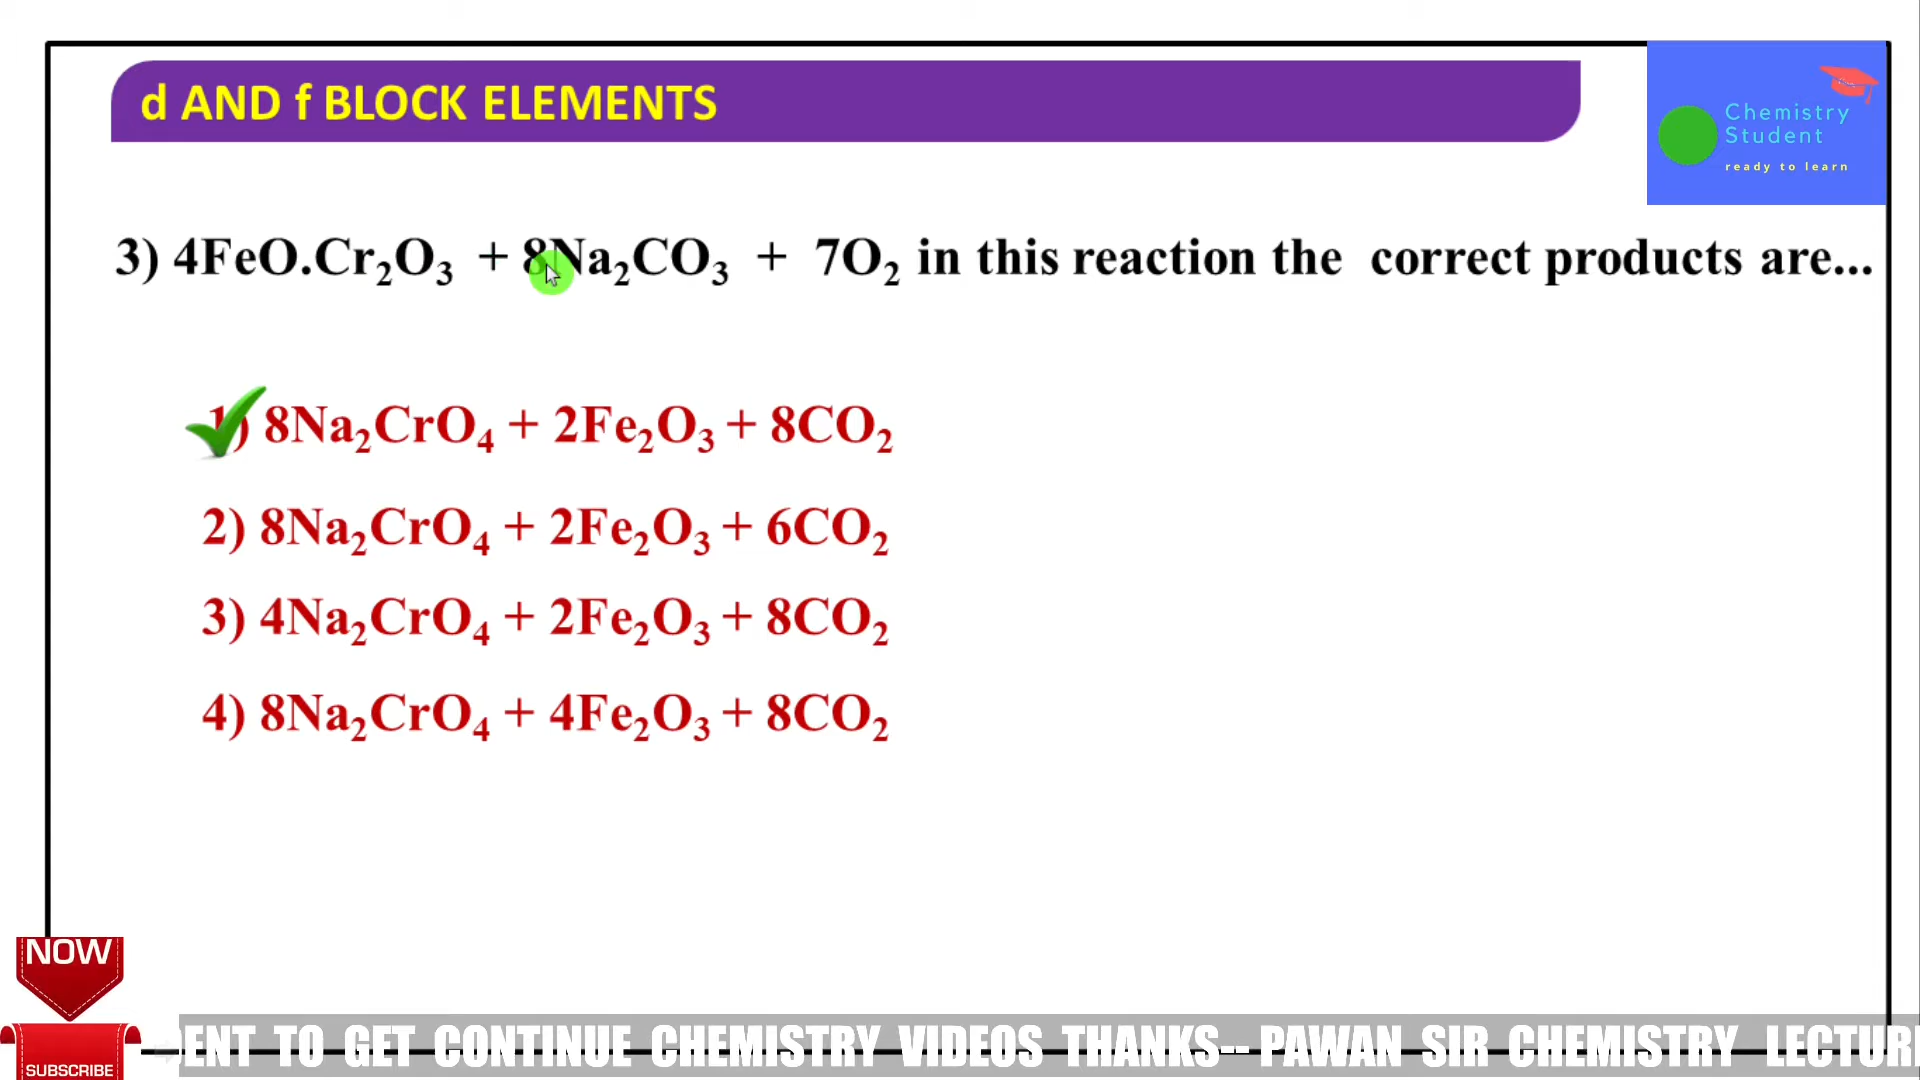 d AND f BLOCK ELEMENTS
Chemistry
Student
ready to learn
3) 4FeO.Cr₂O₃ + 8Na₂CO₃ + 7O₂ in this reaction the correct products are...
1) 8Na₂CrO₄ + 2Fe₂O₃ + 8CO₂
2) 8Na₂CrO₄ + 2Fe₂O₃ + 6CO₂
3) 4Na₂CrO₄ + 2Fe₂O₃ + 8CO₂
4) 8Na₂CrO₄ + 4Fe₂O₃ + 8CO₂
NOW
SUBSCRIBE
ENT TO GET CONTINUE CHEMISTRY VIDEOS THANKS-- PAWAN SIR CHEMISTRY LECTUR